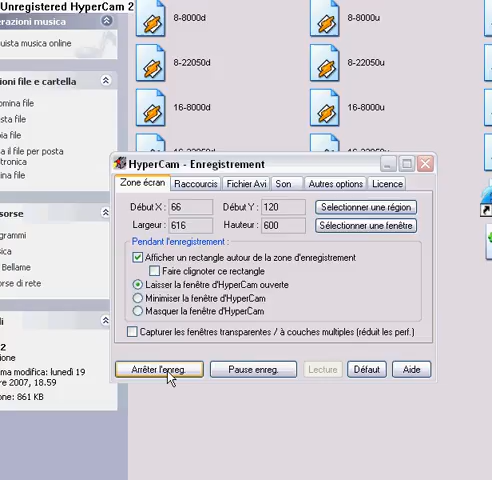 Unregistered HyperCam 2
erazioni musica
uista musica online
ioni file e cartella
omina file
sta file
ia file
a il file per posta
tronica
ina file
orse
grammi
ica
Bellame
orse di rete
li
2
ione
ma modifica: lunedì 19
re 2007, 18.59
one: 861 KB
8-8000d
8-8000u
8-22050d
8-22050u
16-8000d
16-8000u
HyperCam - Enregistrement
Zone écran Raccourcis Fichier Avi Son Autres options Licence
Début X : 66 Début Y : 120 Selectionner une région
Largeur : 616 Hauteur : 600 Sélectionner une fenêtre
Pendant l'enregistrement :
Afficher un rectangle autour de la zone d'enregistrement
Faire clignoter ce rectangle
Laisser la fenêtre d'HyperCam ouverte
Minimiser la fenêtre d'HyperCam
Masquer la fenêtre d'HyperCam
Capturer les fenêtres transparentes / à couches multiples (réduit les perf.)
Arrêter l'enreg. Pause enreg. Lecture Défaut Aide